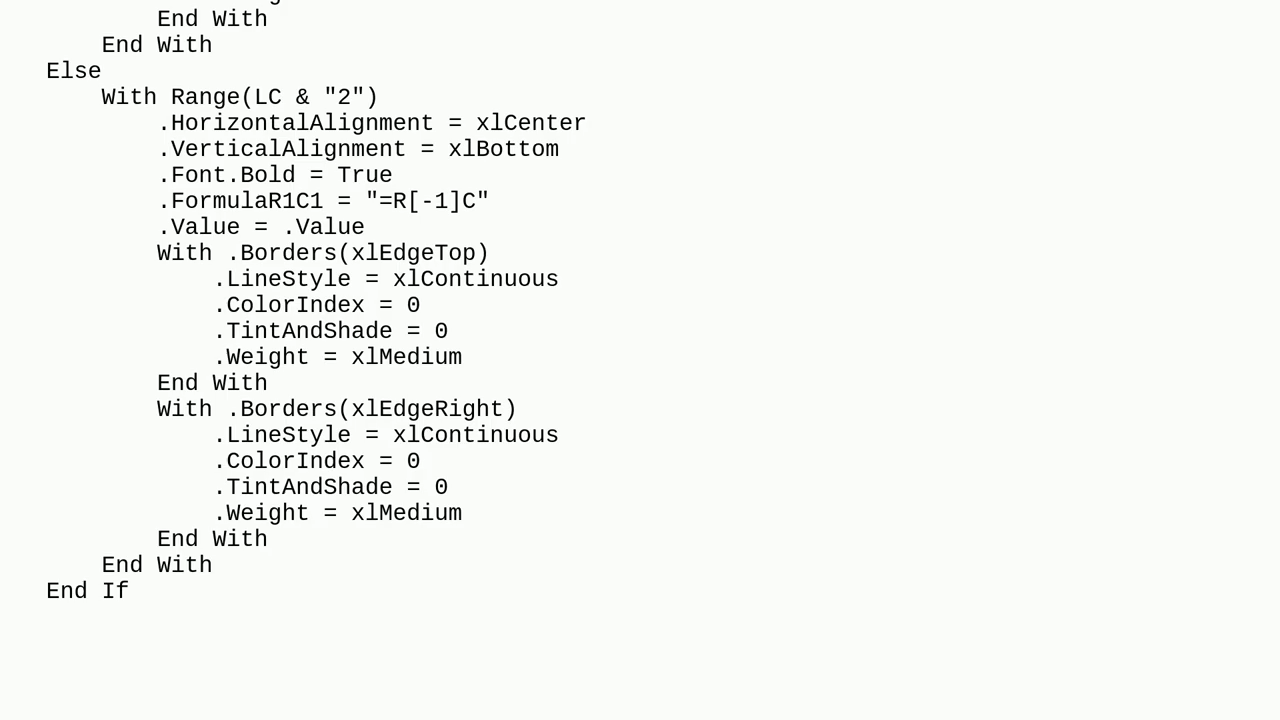 End With
    End With
Else
    With Range(LC & "2")
        .HorizontalAlignment = xlCenter
        .VerticalAlignment = xlBottom
        .Font.Bold = True
        .FormulaR1C1 = "=R[-1]C"
        .Value = .Value
        With .Borders(xlEdgeTop)
            .LineStyle = xlContinuous
            .ColorIndex = 0
            .TintAndShade = 0
            .Weight = xlMedium
        End With
        With .Borders(xlEdgeRight)
            .LineStyle = xlContinuous
            .ColorIndex = 0
            .TintAndShade = 0
            .Weight = xlMedium
        End With
    End With
End If